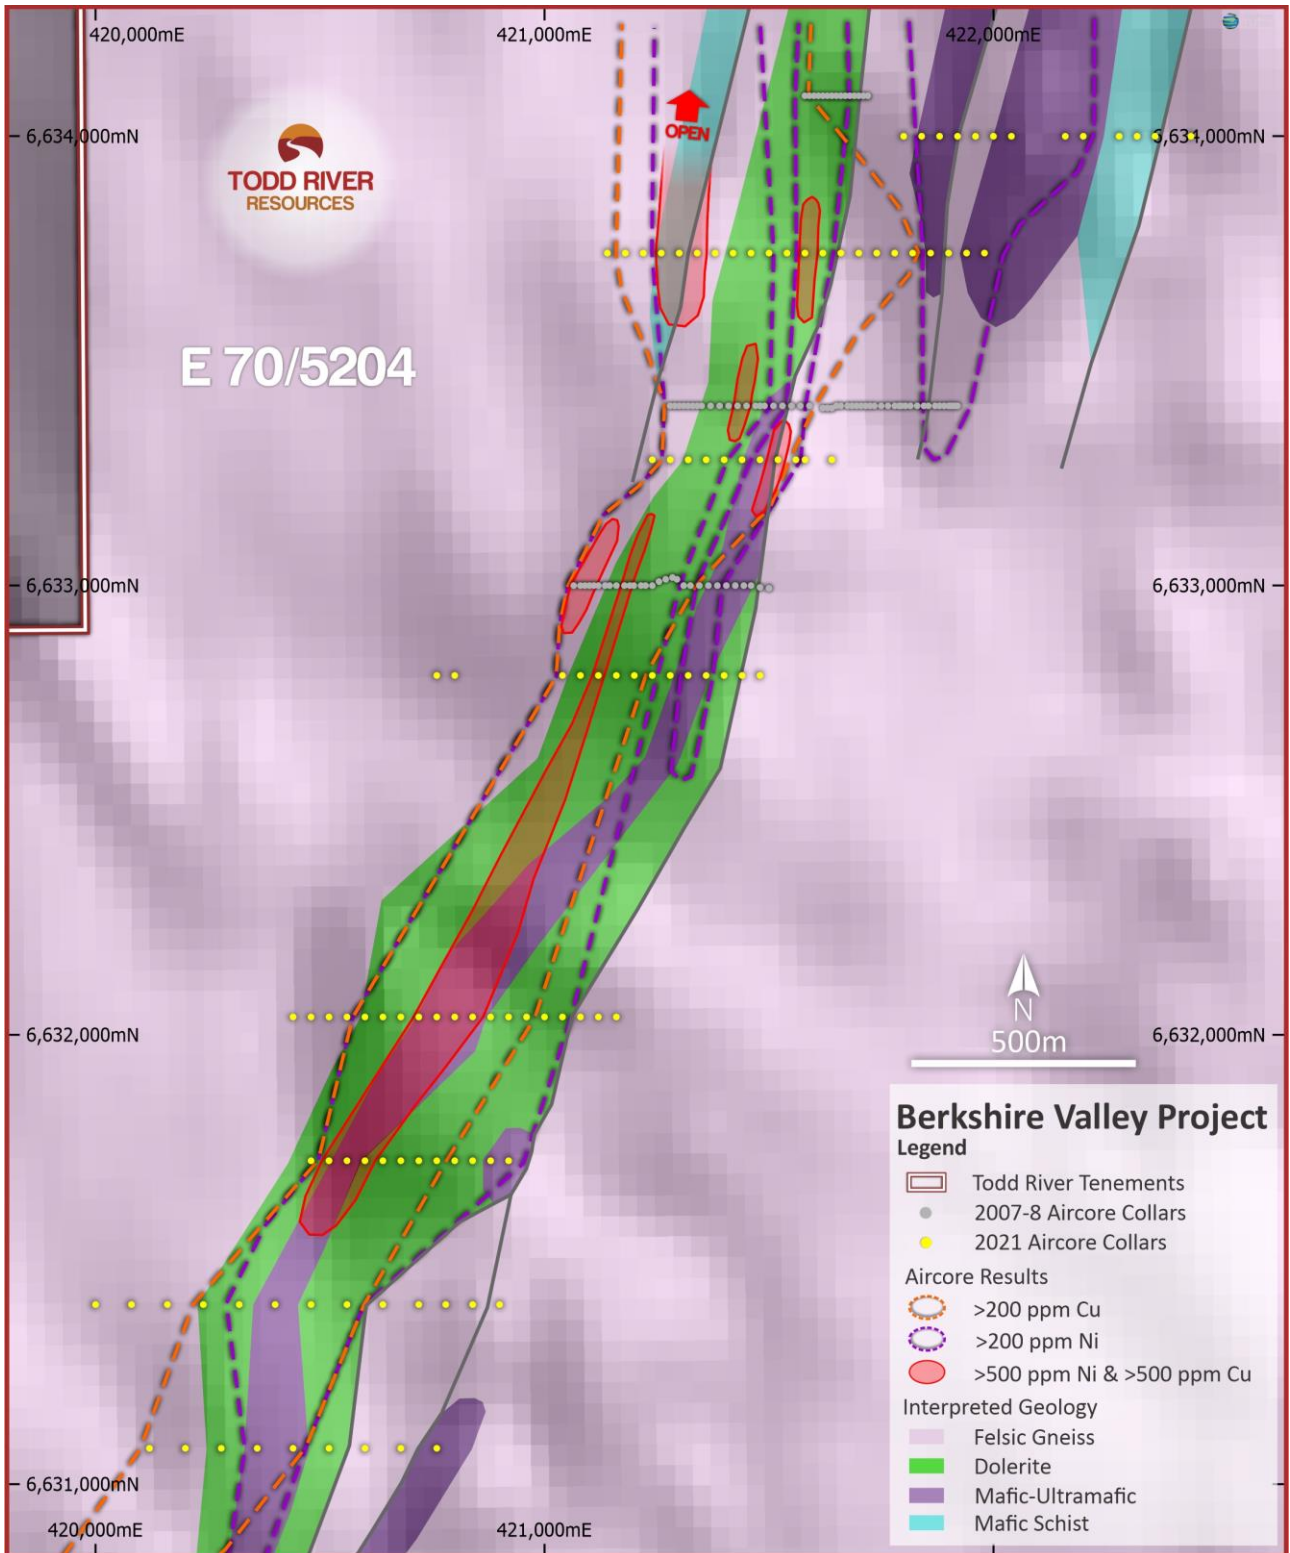 420,000mE
421,000mE
422,000mE
6,634,000mN
6,634,000mN
OPEN
TODD RIVER
RESOURCES
E 70/5204
6,633,000mN
6,633,000mN
N
500m
6,632,000mN
6,632,000mN
Berkshire Valley Project
Legend
Todd River Tenements
2007-8 Aircore Collars
2021 Aircore Collars
Aircore Results
>200 ppm Cu
>200 ppm Ni
>500 ppm Ni & >500 ppm Cu
Interpreted Geology
Felsic Gneiss
Dolerite
Mafic-Ultramafic
Mafic Schist
6,631,000mN
420,000mE
421,000mE